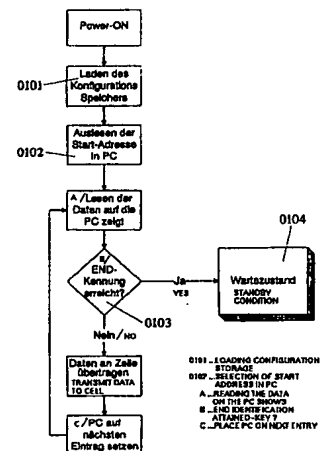 Power-ON
0101
Laden des
Konfigurations
Speichers
0102
Auslesen der
Start-Adresse
in PC
A/Lesen der
Daten auf die
PC zeigt
B/
END-
Kennung
erreicht?
Ja
YES
0104
Wartezustand
STANDBY
CONDITION
0103
Nein/NO
Daten an Zelle
übertragen
TRANSMIT DATA
TO CELL
C/PC auf
nächsten
Eintrag setzen
0101...LOADING CONFIGURATION
STORAGE
0102...SELECTION OF START
ADDRESS IN PC
A...READING THE DATA
ON THE PC SHOWS
B...END IDENTIFICATION
ATTAINED-KEY?
C...PLACE PC ON NEXT ENTRY